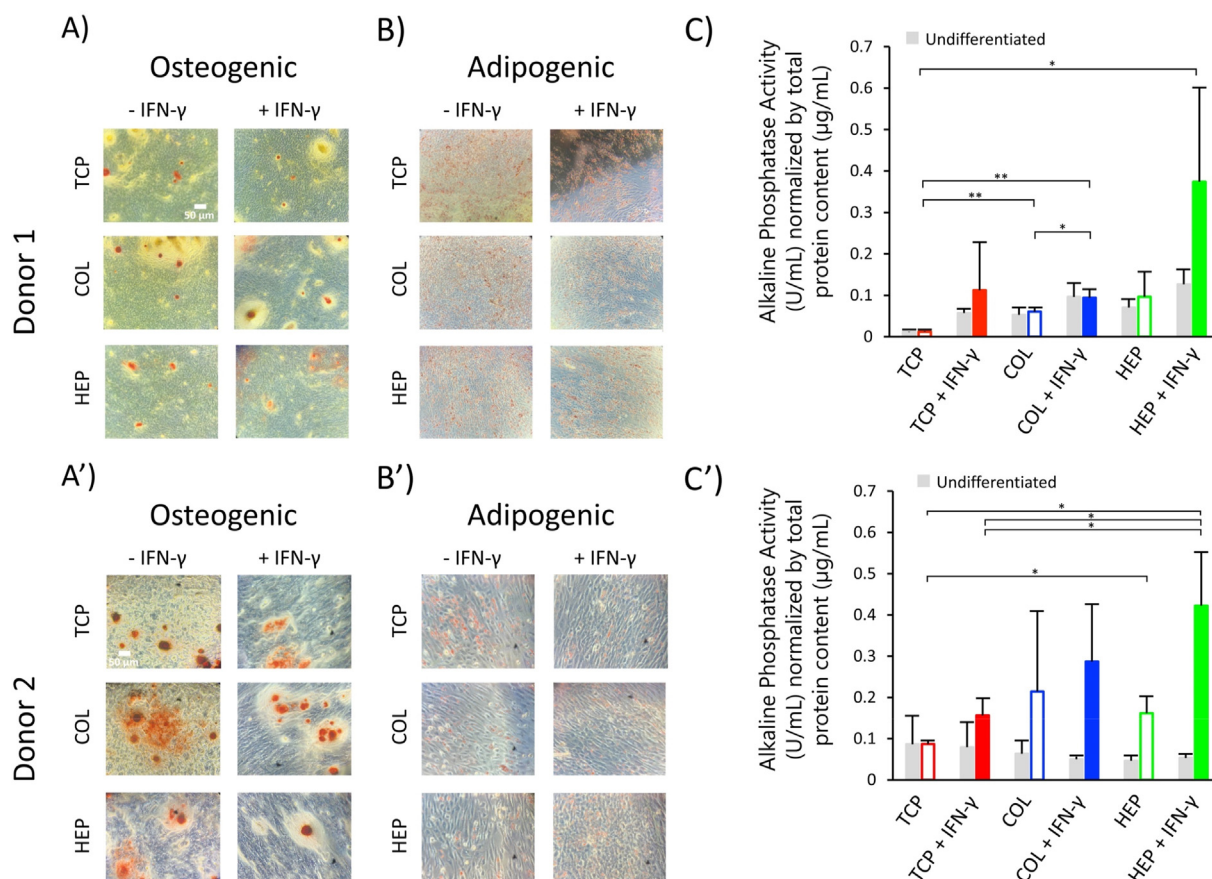 A)
Osteogenic
- IFN-γ + IFN-γ
TCP
50 μm
COL
HEP
Donor 1
B)
Adipogenic
- IFN-γ + IFN-γ
TCP
COL
HEP
C)
Undifferentiated
Alkaline Phosphatase Activity
(U/mL) normalized by total
protein content (μg/mL)
0.7
0.6
0.5
0.4
0.3
0.2
0.1
0
*
**
**
*
TCP
TCP + IFN-γ
COL
COL + IFN-γ
HEP
HEP + IFN-γ
A')
Osteogenic
- IFN-γ + IFN-γ
TCP
50 μm
COL
HEP
Donor 2
B')
Adipogenic
- IFN-γ + IFN-γ
TCP
COL
HEP
C')
Undifferentiated
Alkaline Phosphatase Activity
(U/mL) normalized by total
protein content (μg/mL)
0.7
0.6
0.5
0.4
0.3
0.2
0.1
0
*
*
*
*
TCP
TCP + IFN-γ
COL
COL + IFN-γ
HEP
HEP + IFN-γ